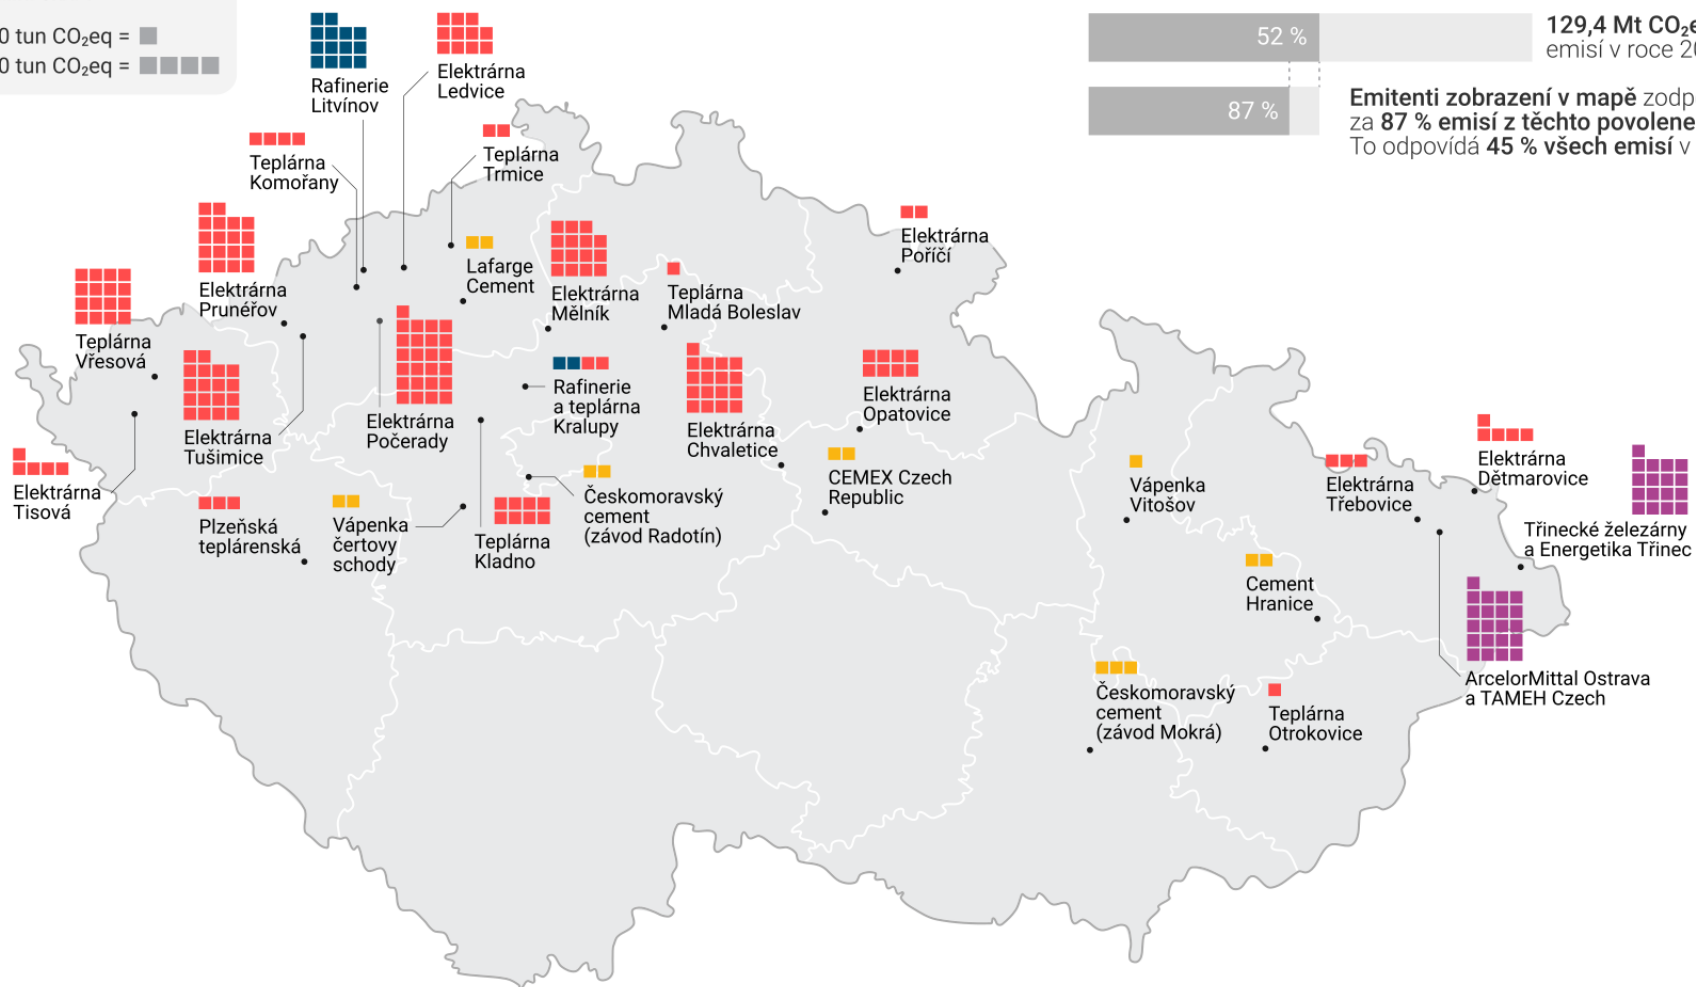 0 tun CO₂eq =
0 tun CO₂eq =
52 %
129,4 Mt CO₂e
emisí v roce 20
87 %
Emitenti zobrazení v mapě zodp
za 87 % emisí z těchto povolene
To odpovídá 45 % všech emisí v
Rafinerie
Litvínov
Elektrárna
Ledvice
Teplárna
Komořany
Teplárna
Trmice
Elektrárna
Prunéřov
Lafarge
Cement
Elektrárna
Mělník
Teplárna
Mladá Boleslav
Elektrárna
Poříčí
Teplárna
Vřesová
Elektrárna
Tušimice
Elektrárna
Počerady
Rafinerie
a teplárna
Kralupy
Elektrárna
Chvaletice
Elektrárna
Opatovice
Elektrárna
Tisová
Plzeňská
teplárenská
Vápenka
čertovy
schody
Teplárna
Kladno
Českomoravský
cement
(závod Radotín)
CEMEX Czech
Republic
Vápenka
Vitošov
Elektrárna
Třebovice
Elektrárna
Dětmarovice
Třinecké železárny
a Energetika Třinec
Cement
Hranice
ArcelorMittal Ostrava
a TAMEH Czech
Českomoravský
cement
(závod Mokrá)
Teplárna
Otrokovice